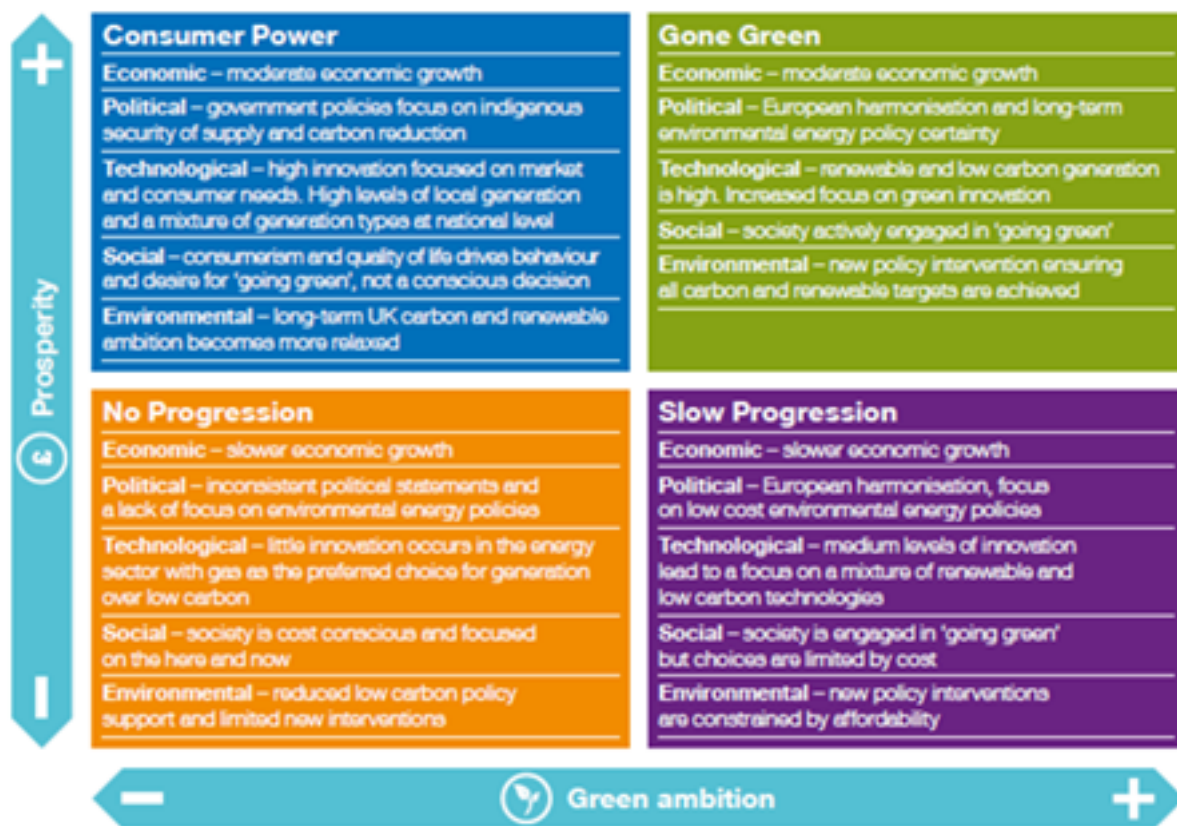 Consumer Power
Economic – moderate economic growth
Political – government policies focus on indigenous
security of supply and carbon reduction
Technological – high innovation focused on market
and consumer needs. High levels of local generation
and a mixture of generation types at national level
Social – consumerism and quality of life drives behaviour
and desire for 'going green', not a conscious decision
Environmental – long-term UK carbon and renewable
ambition becomes more relaxed
Gone Green
Economic – moderate economic growth
Political – European harmonisation and long-term
environmental energy policy certainty
Technological – renewable and low carbon generation
is high. Increased focus on green innovation
Social – society actively engaged in 'going green'
Environmental – new policy intervention ensuring
all carbon and renewable targets are achieved
No Progression
Economic – slower economic growth
Political – inconsistent political statements and
a lack of focus on environmental energy policies
Technological – little innovation occurs in the energy
sector with gas as the preferred choice for generation
over low carbon
Social – society is cost conscious and focused
on the here and now
Environmental – reduced low carbon policy
support and limited new interventions
Slow Progression
Economic – slower economic growth
Political – European harmonisation, focus
on low cost environmental energy policies
Technological – medium levels of innovation
lead to a focus on a mixture of renewable and
low carbon technologies
Social – society is engaged in 'going green'
but choices are limited by cost
Environmental – new policy interventions
are constrained by affordability
+
£ Prosperity
–
– Green ambition +